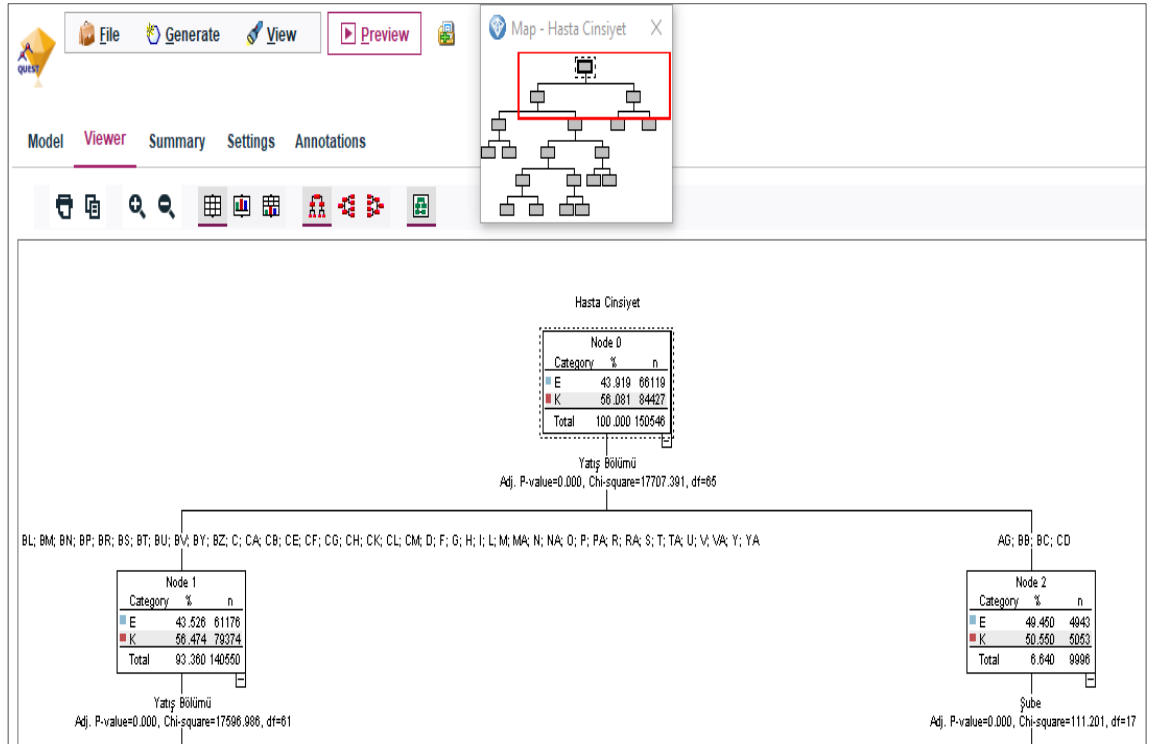 QUEST
File Generate View Preview
Map - Hasta Cinsiyet
Model Viewer Summary Settings Annotations
Hasta Cinsiyet
Node 0
Category % n
E 43.919 66119
K 56.081 84427
Total 100.000 150546
Yatış Bölümü
Adj. P-value=0.000, Chi-square=17707.391, df=65
BL; BM; BN; BP; BR; BS; BT; BU; BV; BY; BZ; C; CA; CB; CE; CF; CG; CH; CK; CL; CM; D; F; G; H; I; L; M; MA; N; NA; O; P; PA; R; RA; S; T; TA; U; V; VA; Y; YA
AG; BB; BC; CD
Node 1
Category % n
E 43.526 61176
K 56.474 79374
Total 93.360 140550
Yatış Bölümü
Adj. P-value=0.000, Chi-square=17596.986, df=61
Node 2
Category % n
E 49.450 4943
K 50.550 5053
Total 6.640 9996
Şube
Adj. P-value=0.000, Chi-square=111.201, df=17